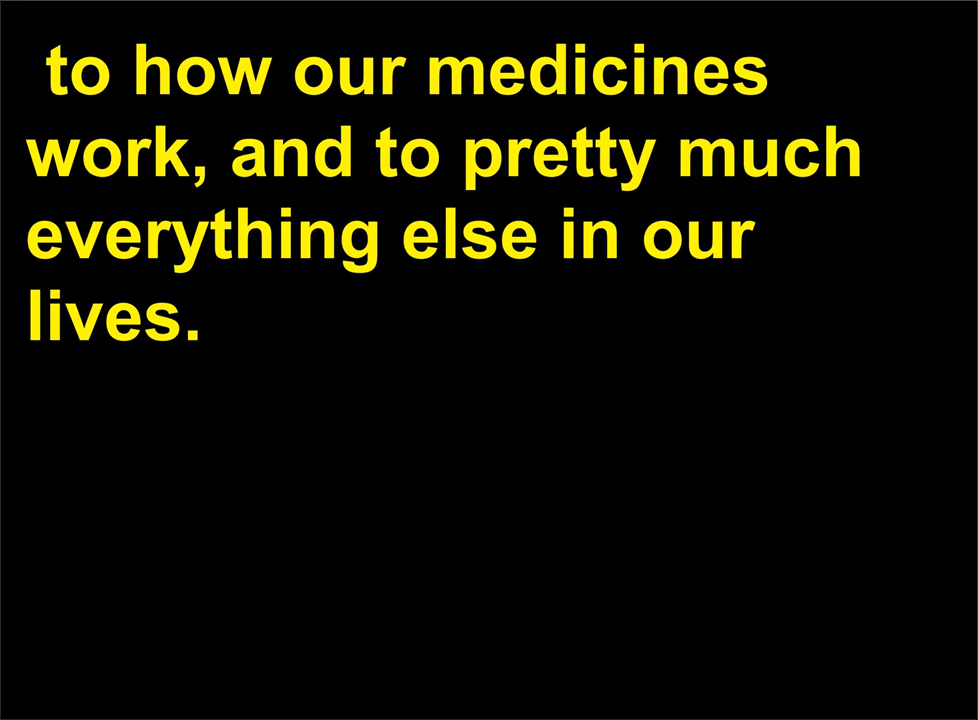 to how our medicines
work, and to pretty much
everything else in our
lives.